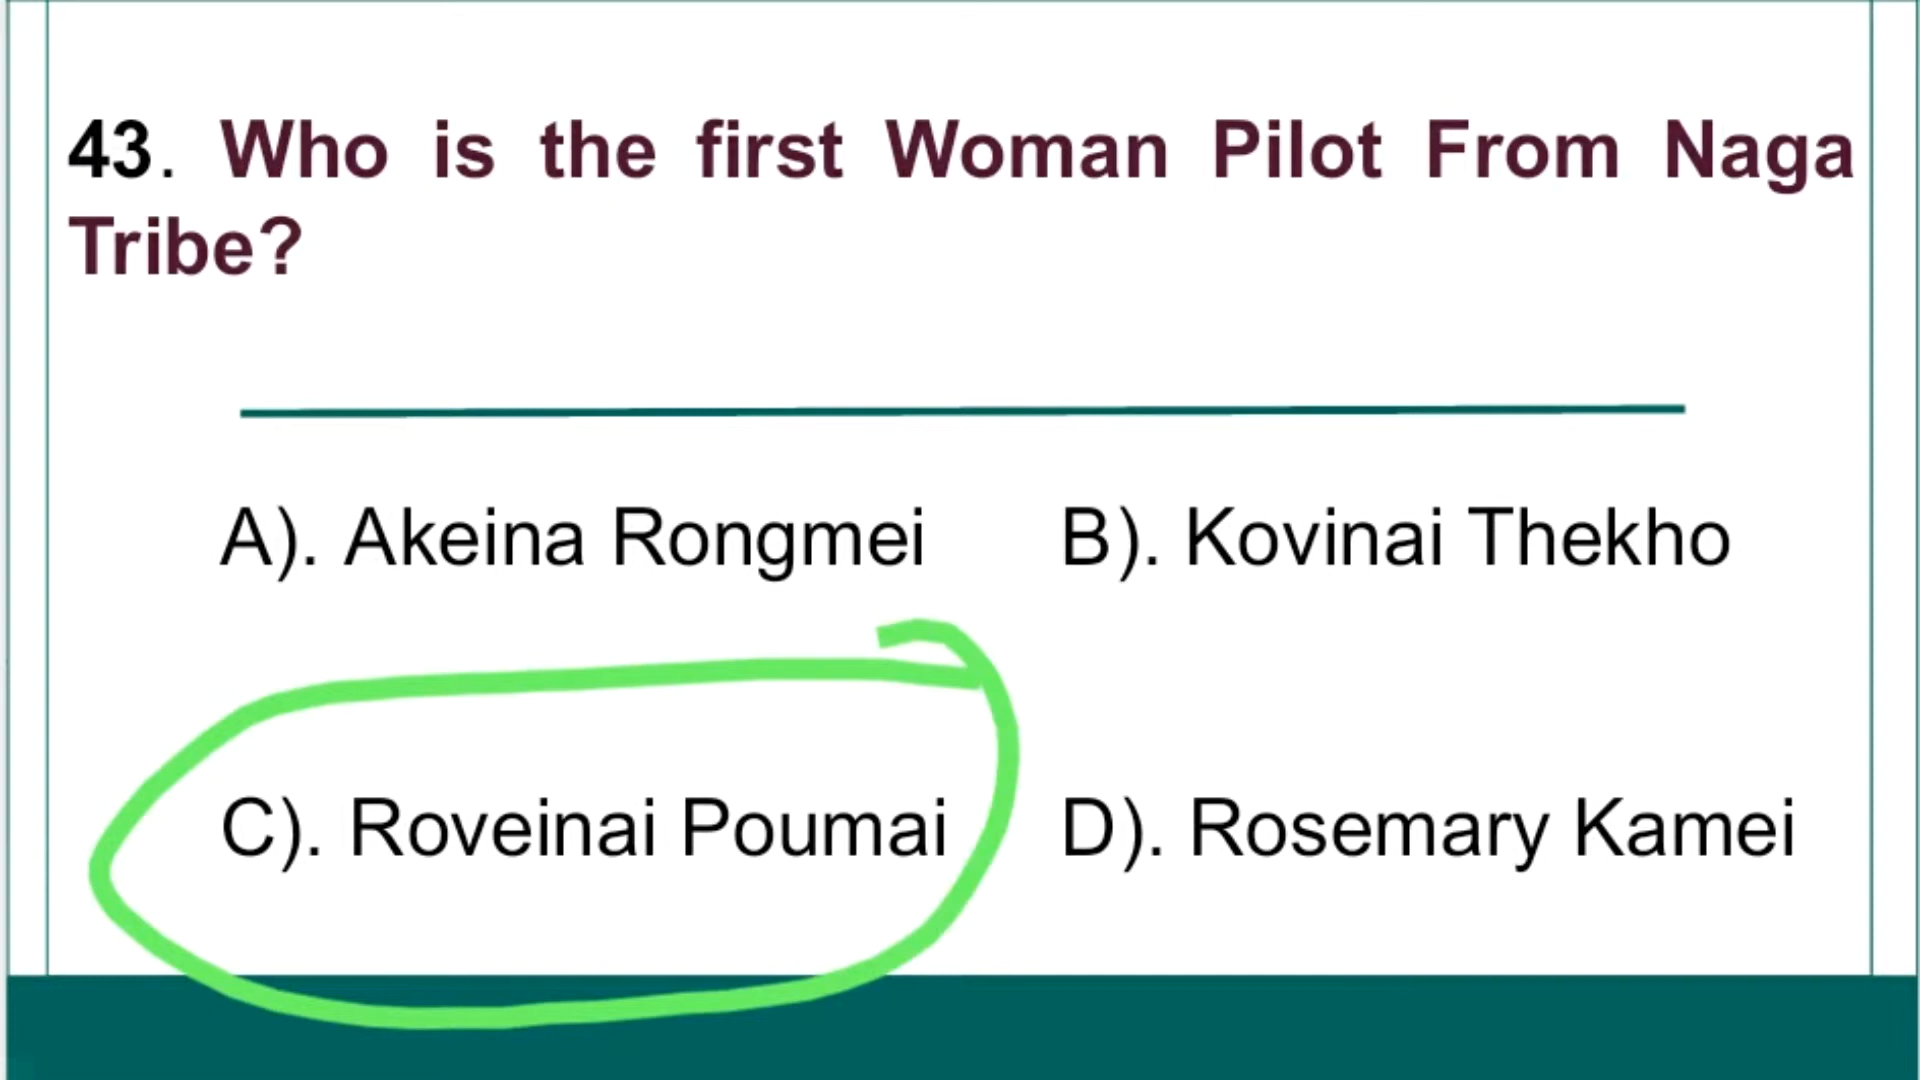 43. Who is the first Woman Pilot From Naga
Tribe?
A). Akeina Rongmei B). Kovinai Thekho
C). Roveinai Poumai D). Rosemary Kamei